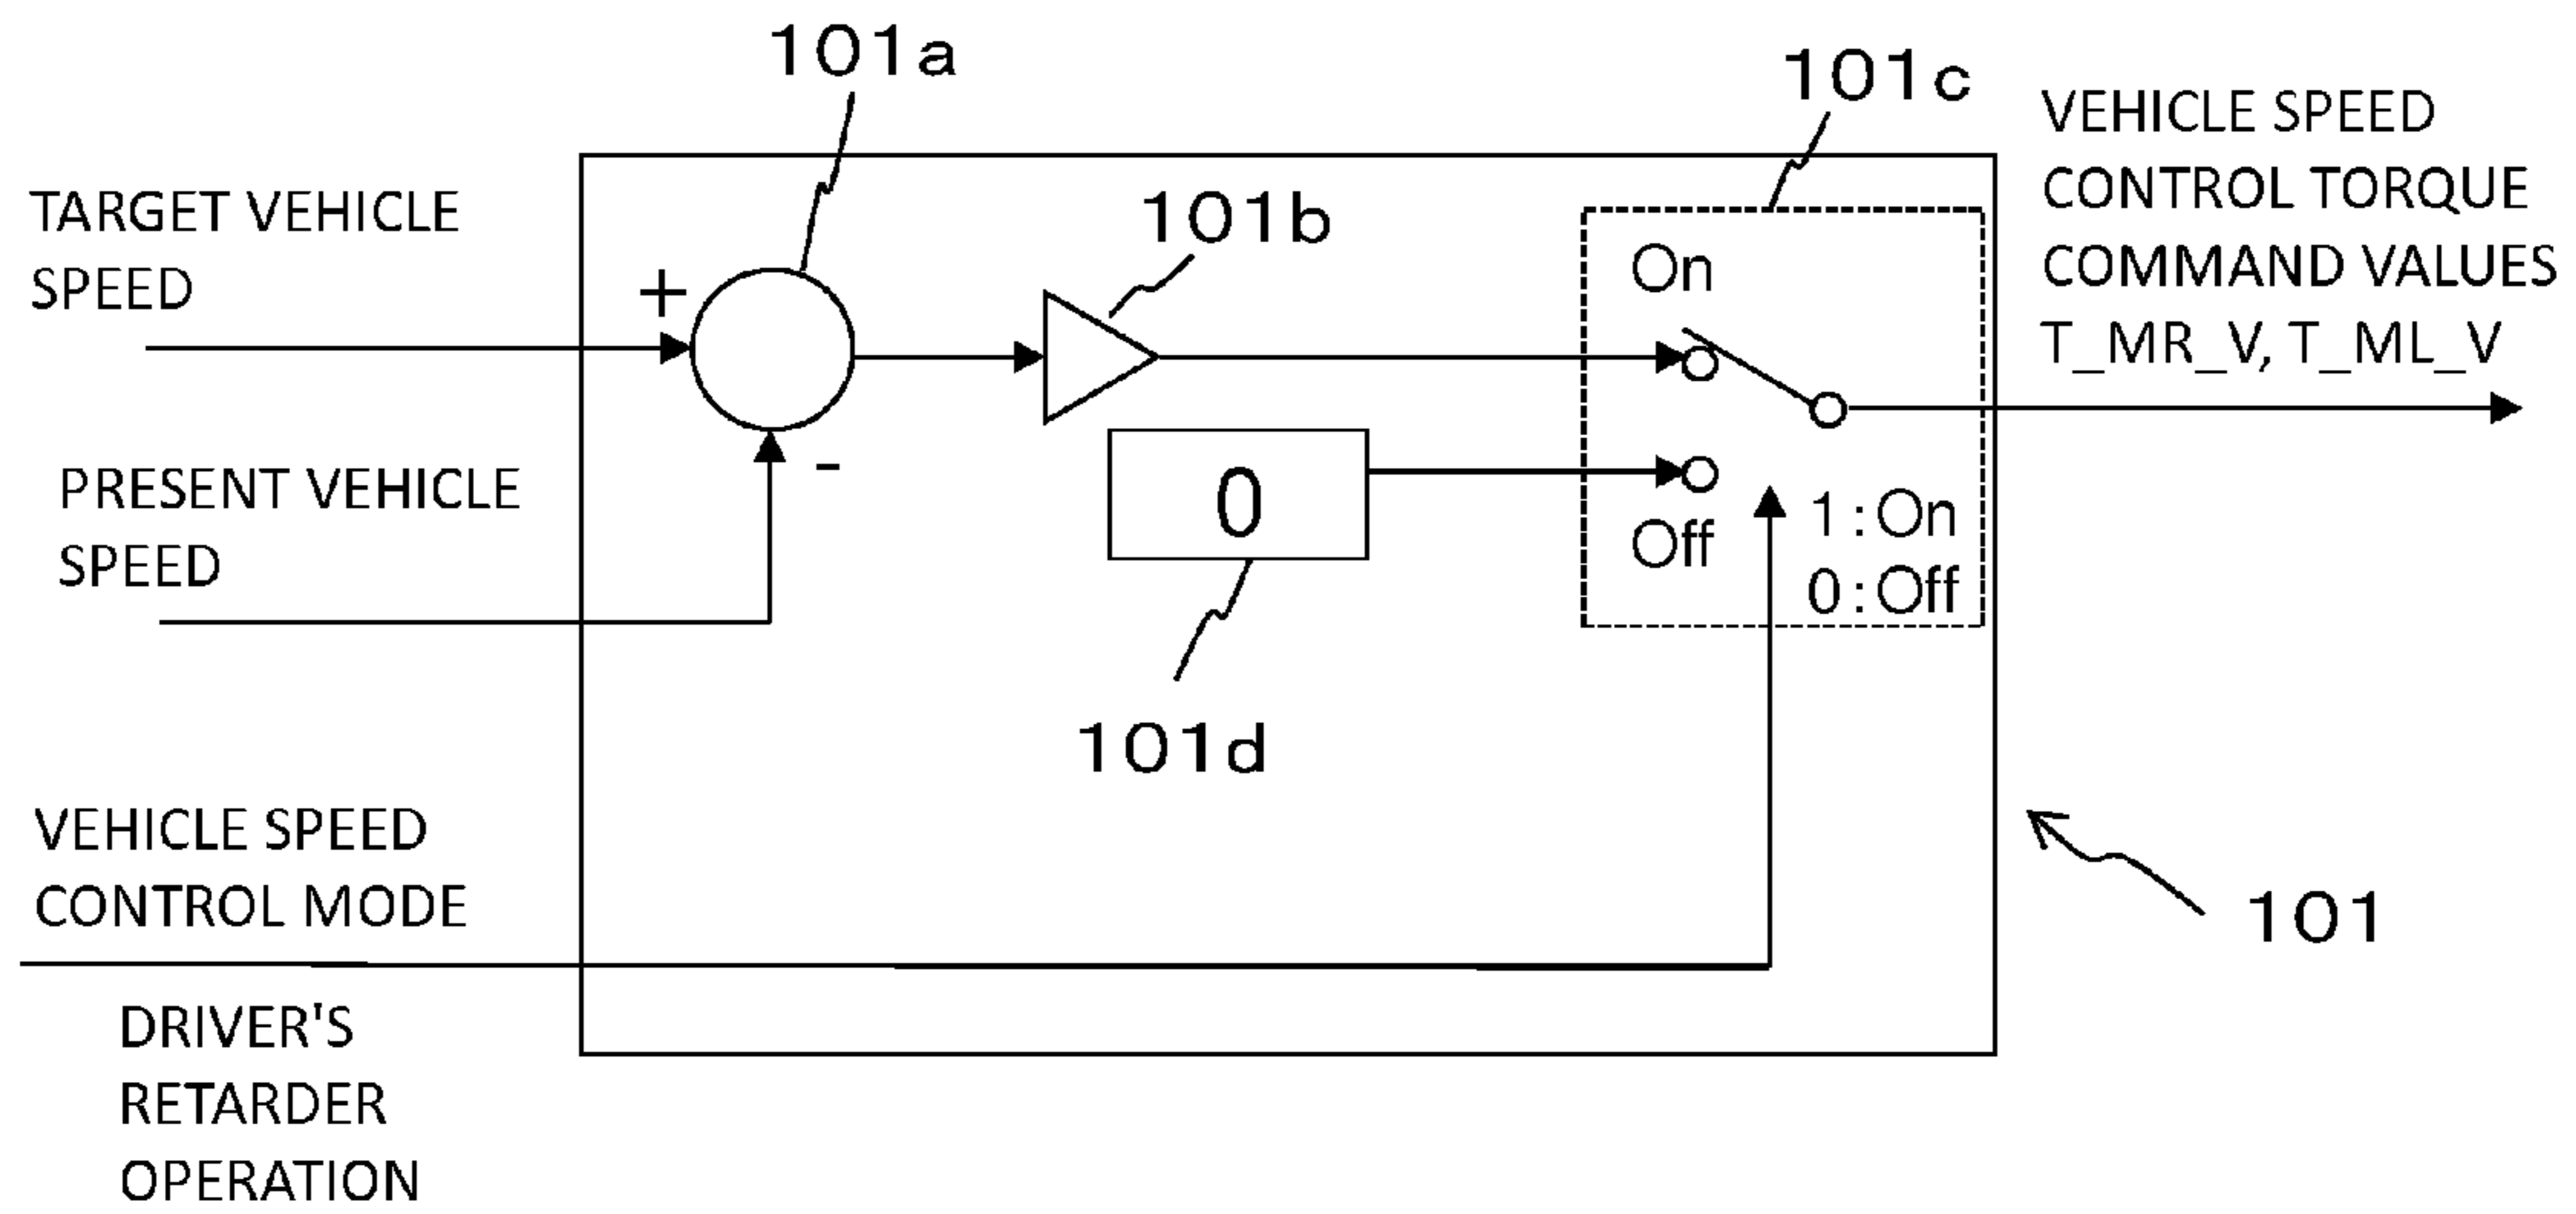 101a
101c
VEHICLE SPEED
CONTROL TORQUE
COMMAND VALUES
T_MR_V, T_ML_V
TARGET VEHICLE
SPEED
+
101b
On
PRESENT VEHICLE
SPEED
-
0
Off
1:On
0:Off
101d
VEHICLE SPEED
CONTROL MODE
101
DRIVER'S
RETARDER
OPERATION